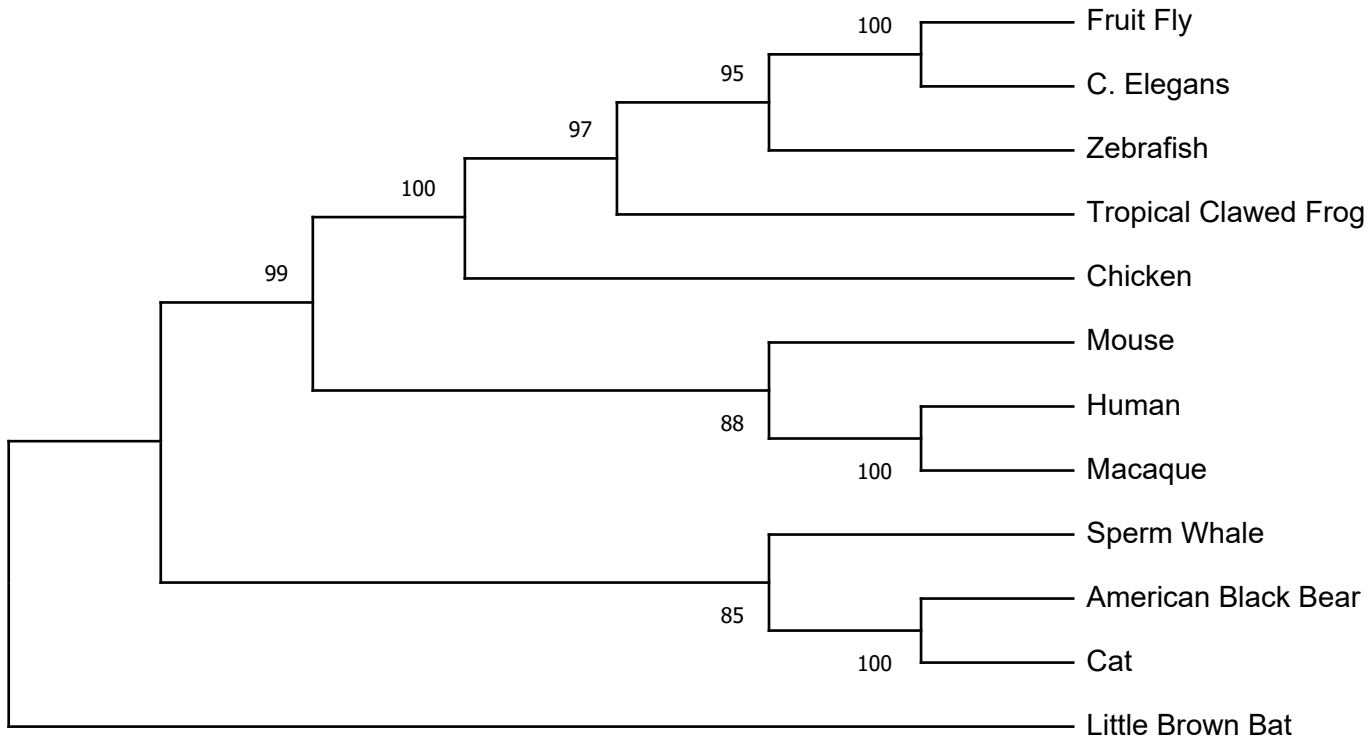 Fruit Fly
100
C. Elegans
95
Zebrafish
97
Tropical Clawed Frog
100
Chicken
99
Mouse
Human
88
Macaque
100
Sperm Whale
American Black Bear
85
Cat
100
Little Brown Bat